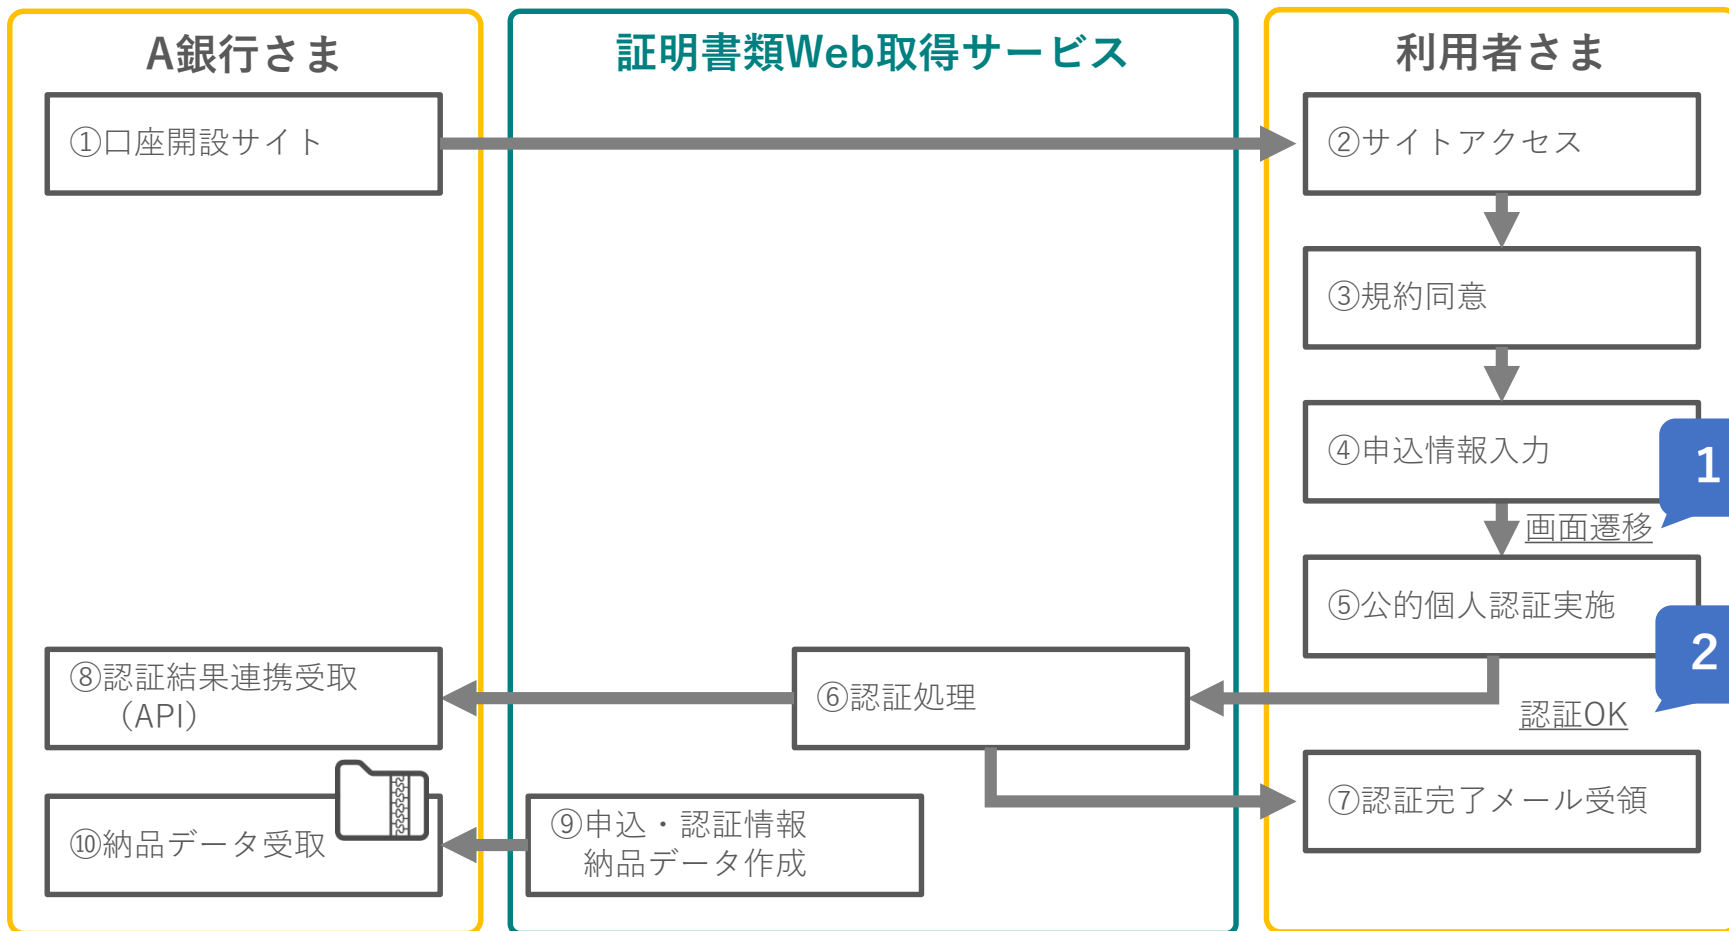 A銀行さま
証明書類Web取得サービス
利用者さま
①口座開設サイト
②サイトアクセス
③規約同意
④申込情報入力
1
画面遷移
⑤公的個人認証実施
2
⑧認証結果連携受取
（API）
⑥認証処理
認証OK
⑦認証完了メール受領
⑨申込・認証情報
納品データ作成
⑩納品データ受取